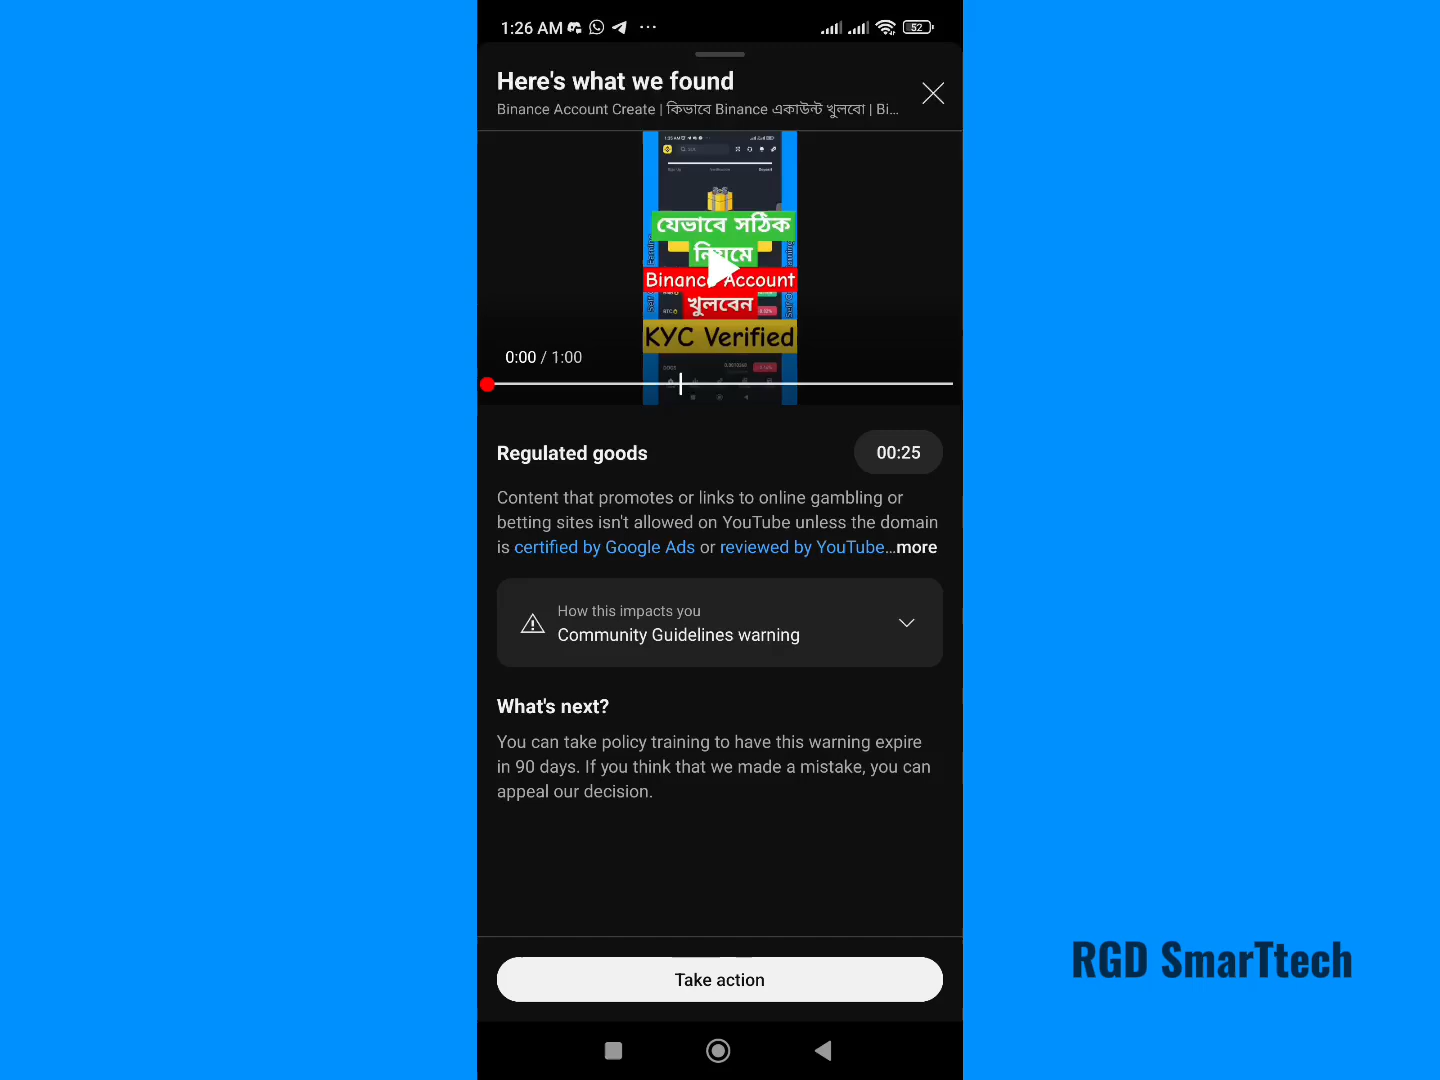 1:26 AM
52
Here's what we found
Binance Account Create | কিভাবে Binance একাউন্ট খুলবো | Bi...
যেভাবে সঠিক
নিয়মে
Binance Account
খুলবেন
KYC Verified
0:00 / 1:00
Regulated goods
00:25
Content that promotes or links to online gambling or
betting sites isn't allowed on YouTube unless the domain
is certified by Google Ads or reviewed by YouTube...more
How this impacts you
Community Guidelines warning
What's next?
You can take policy training to have this warning expire
in 90 days. If you think that we made a mistake, you can
appeal our decision.
Take action
RGD SmarTtech